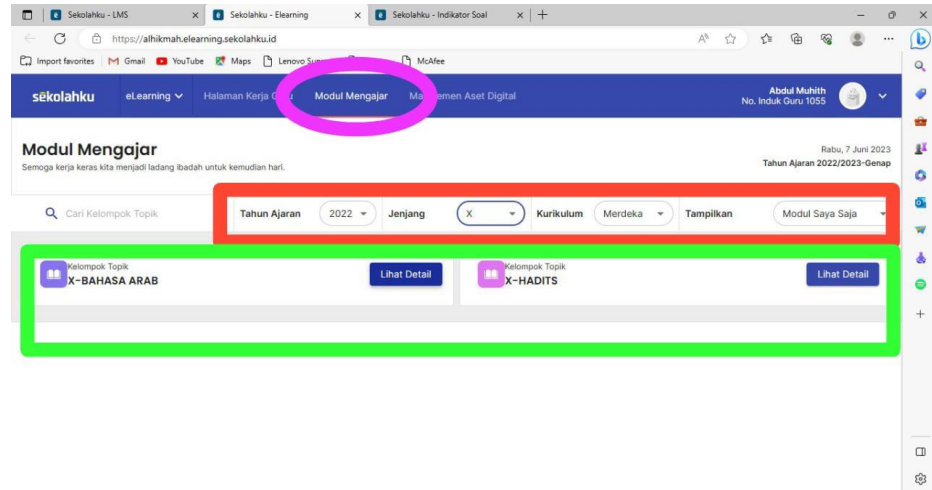 Sekolahku - LMS
Sekolahku - Elearning
Sekolahku - Indikator Soal
https://alhikmah.elearning.sekolahku.id
Import favorites
Gmail
YouTube
Maps
Lenovo
McAfee
sēkolahku
eLearning
Halaman Kerja
Modul Mengajar
Aset Digital
Abdul Muhith
No. Induk Guru 1055
Modul Mengajar
Semoga kerja keras kita menjadi ladang ibadah untuk kemudian hari.
Rabu, 7 Juni 2023
Tahun Ajaran 2022/2023-Genap
Cari Kelompok Topik
Tahun Ajaran
2022
Jenjang
X
Kurikulum
Merdeka
Tampilkan
Modul Saya Saja
Kelompok Topik
X-BAHASA ARAB
Lihat Detail
Kelompok Topik
X-HADITS
Lihat Detail